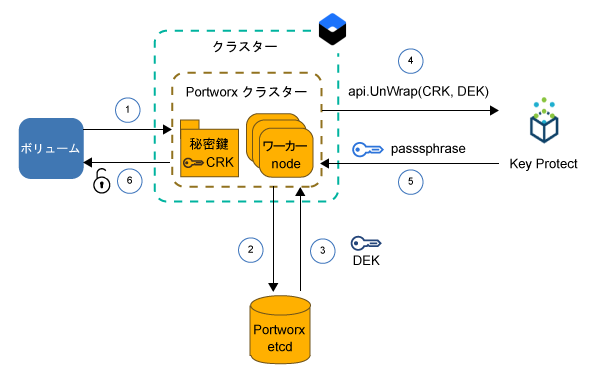 クラスター
Portworx クラスター
ボリューム
1
秘密鍵
CRK
ワーカー
node
6
4
api.UnWrap(CRK, DEK)
passsphrase
5
Key Protect
2
3
DEK
Portworx
etcd